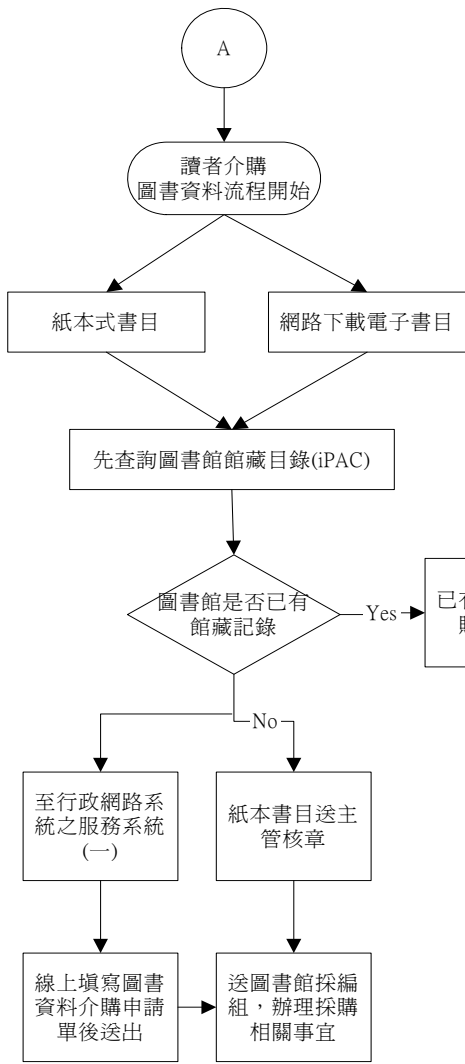 A
讀者介購
圖書資料流程開始
紙本式書目
網路下載電子書目
先查詢圖書館館藏目錄(iPAC)
圖書館是否已有
館藏記錄
Yes
已有
購
No
至行政網路系
統之服務系統
(一)
紙本書目送主
管核章
線上填寫圖書
資料介購申請
單後送出
送圖書館採編
組，辦理採購
相關事宜